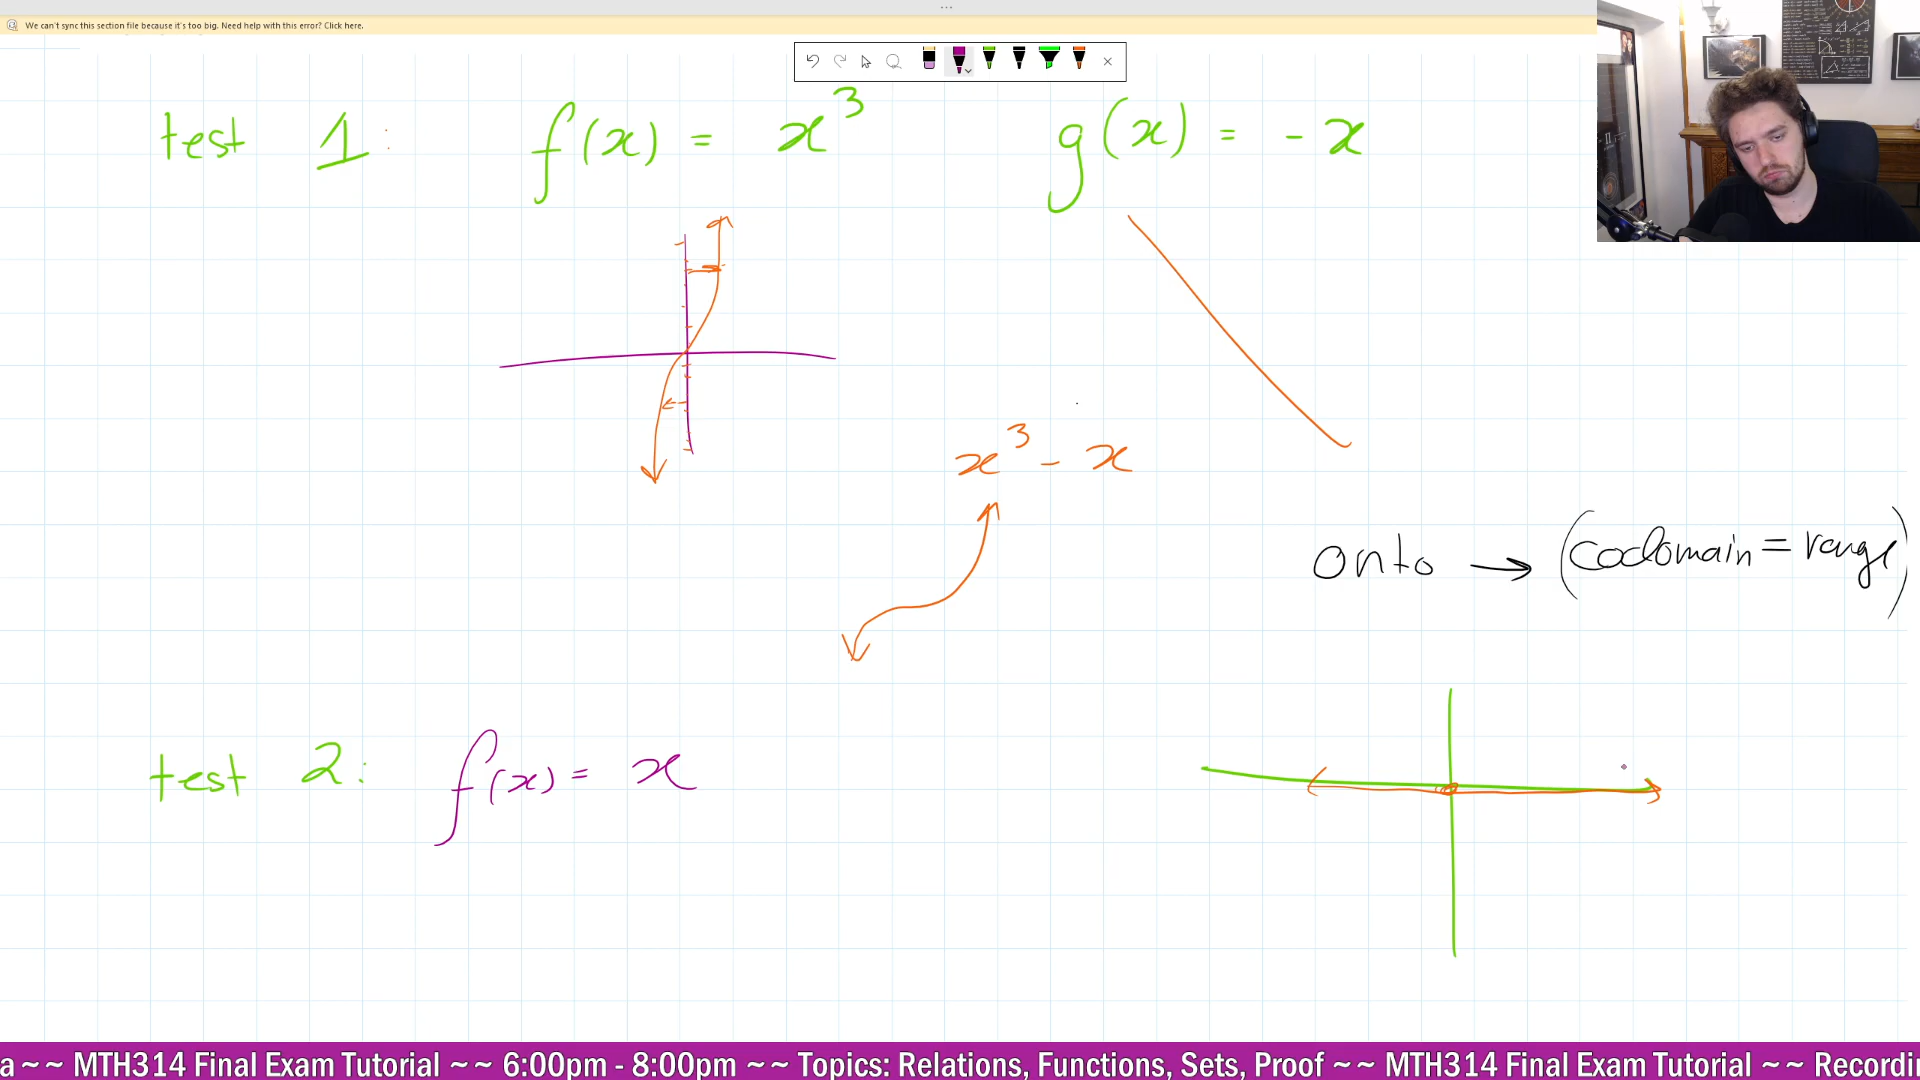 We can't sync this section file because it's too big. Need help with this error? Click here.
test 1: f(x) = x³ g(x) = -x
x³ - x
onto → (codomain = range)
test 2: f(x) = x
a ~~ MTH314 Final Exam Tutorial ~~ 6:00pm - 8:00pm ~~ Topics: Relations, Functions, Sets, Proof ~~ MTH314 Final Exam Tutorial ~~ Recordin